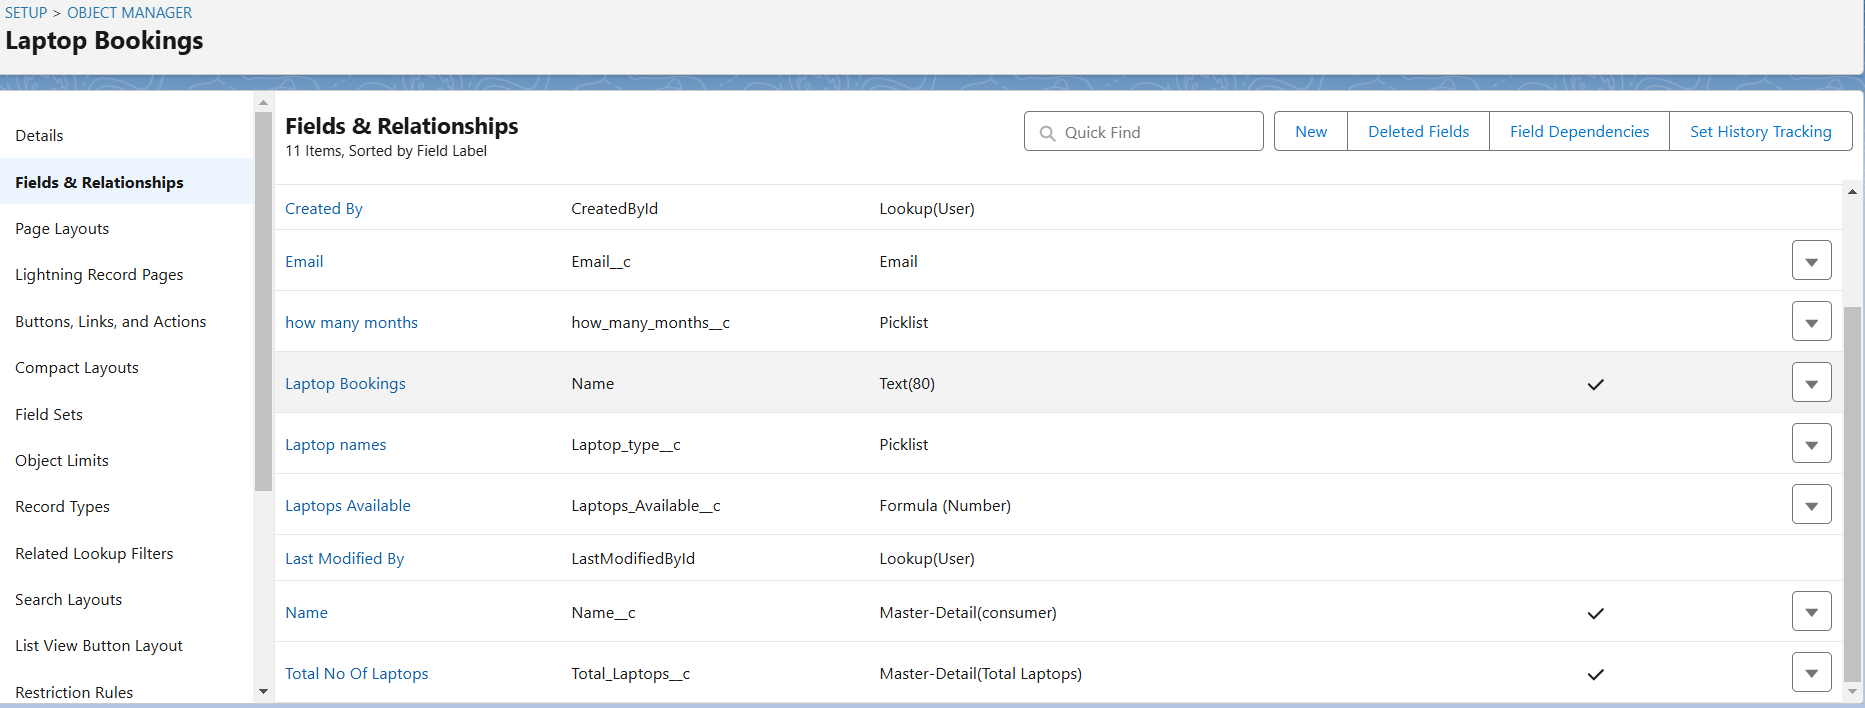 SETUP > OBJECT MANAGER
Laptop Bookings
Details
Fields & Relationships
Page Layouts
Lightning Record Pages
Buttons, Links, and Actions
Compact Layouts
Field Sets
Object Limits
Record Types
Related Lookup Filters
Search Layouts
List View Button Layout
Restriction Rules
Fields & Relationships
11 Items, Sorted by Field Label
Quick Find
New
Deleted Fields
Field Dependencies
Set History Tracking
Created By CreatedById Lookup(User)
Email Email__c Email
how many months how_many_months__c Picklist
Laptop Bookings Name Text(80)
Laptop names Laptop_type__c Picklist
Laptops Available Laptops_Available__c Formula (Number)
Last Modified By LastModifiedById Lookup(User)
Name Name__c Master-Detail(consumer)
Total No Of Laptops Total_Laptops__c Master-Detail(Total Laptops)